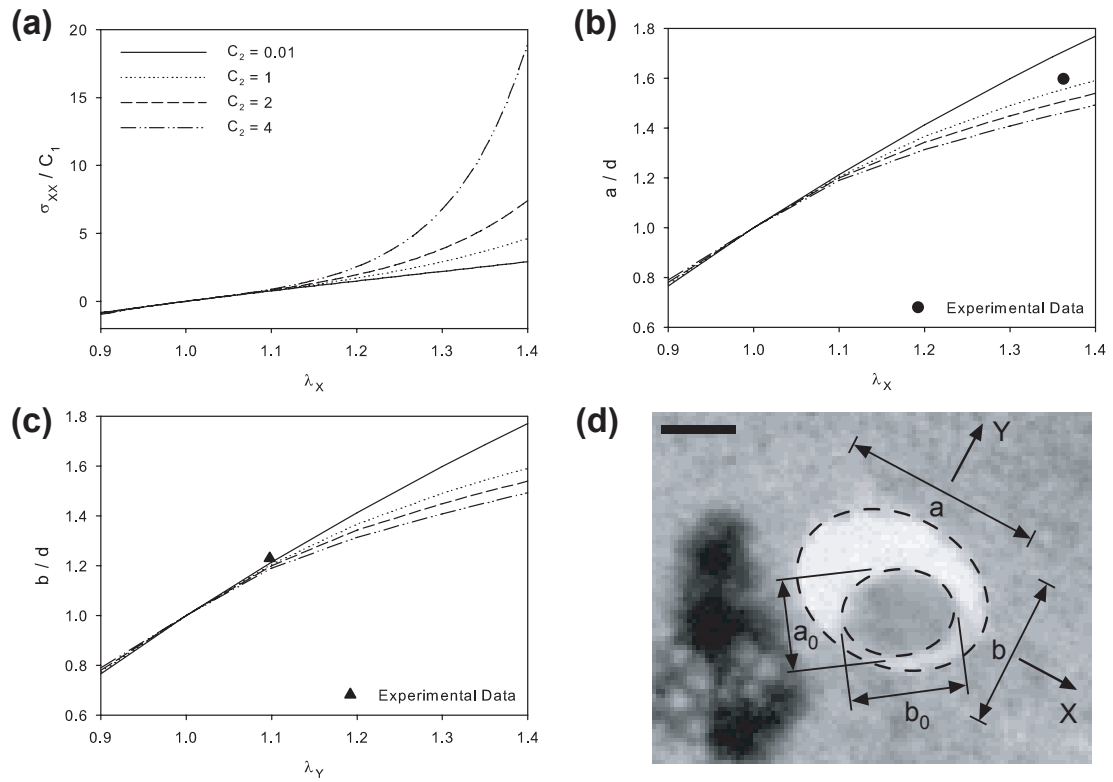 (a)
20
15
10
5
0
σXX / C1
C2 = 0.01
C2 = 1
C2 = 2
C2 = 4
0.9 1.0 1.1 1.2 1.3 1.4
λX
(b)
1.8
1.6
1.4
1.2
1.0
0.8
0.6
a / d
Experimental Data
0.9 1.0 1.1 1.2 1.3 1.4
λX
(c)
1.8
1.6
1.4
1.2
1.0
0.8
0.6
b / d
Experimental Data
0.9 1.0 1.1 1.2 1.3 1.4
λY
(d)
Y
a
a0
b
b0
X